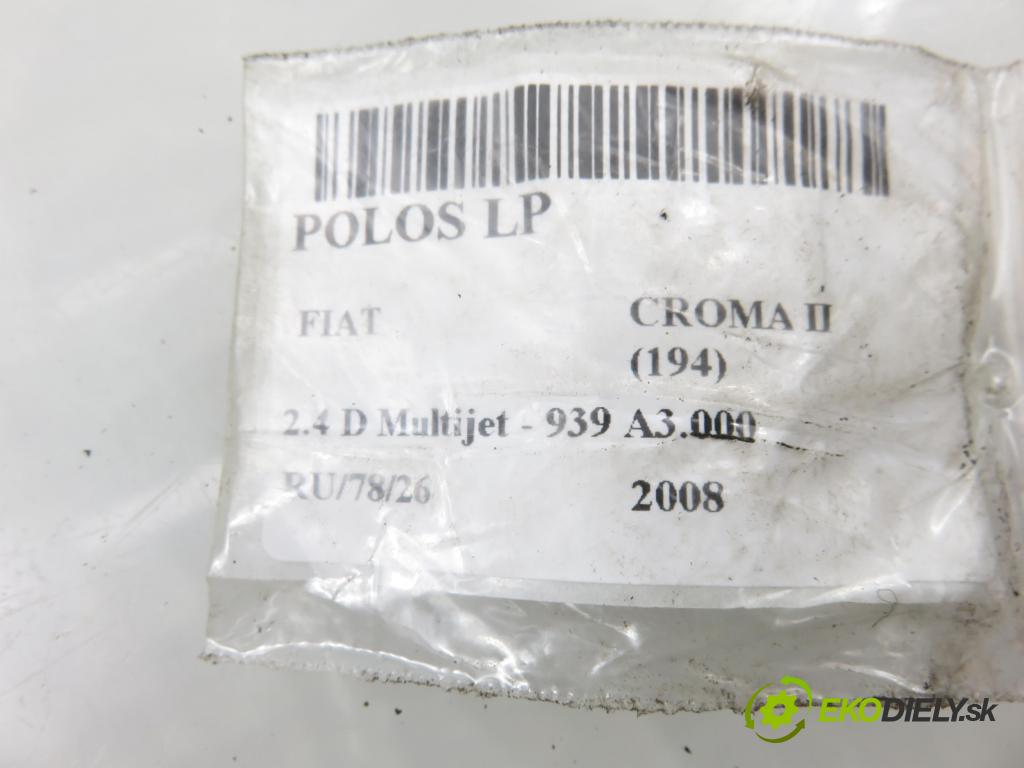 POLOS LP
FIAT CROMA II
(194)
2.4 D Multijet - 939 A3.000
RU/78/26 2008
EKODIELY.sk